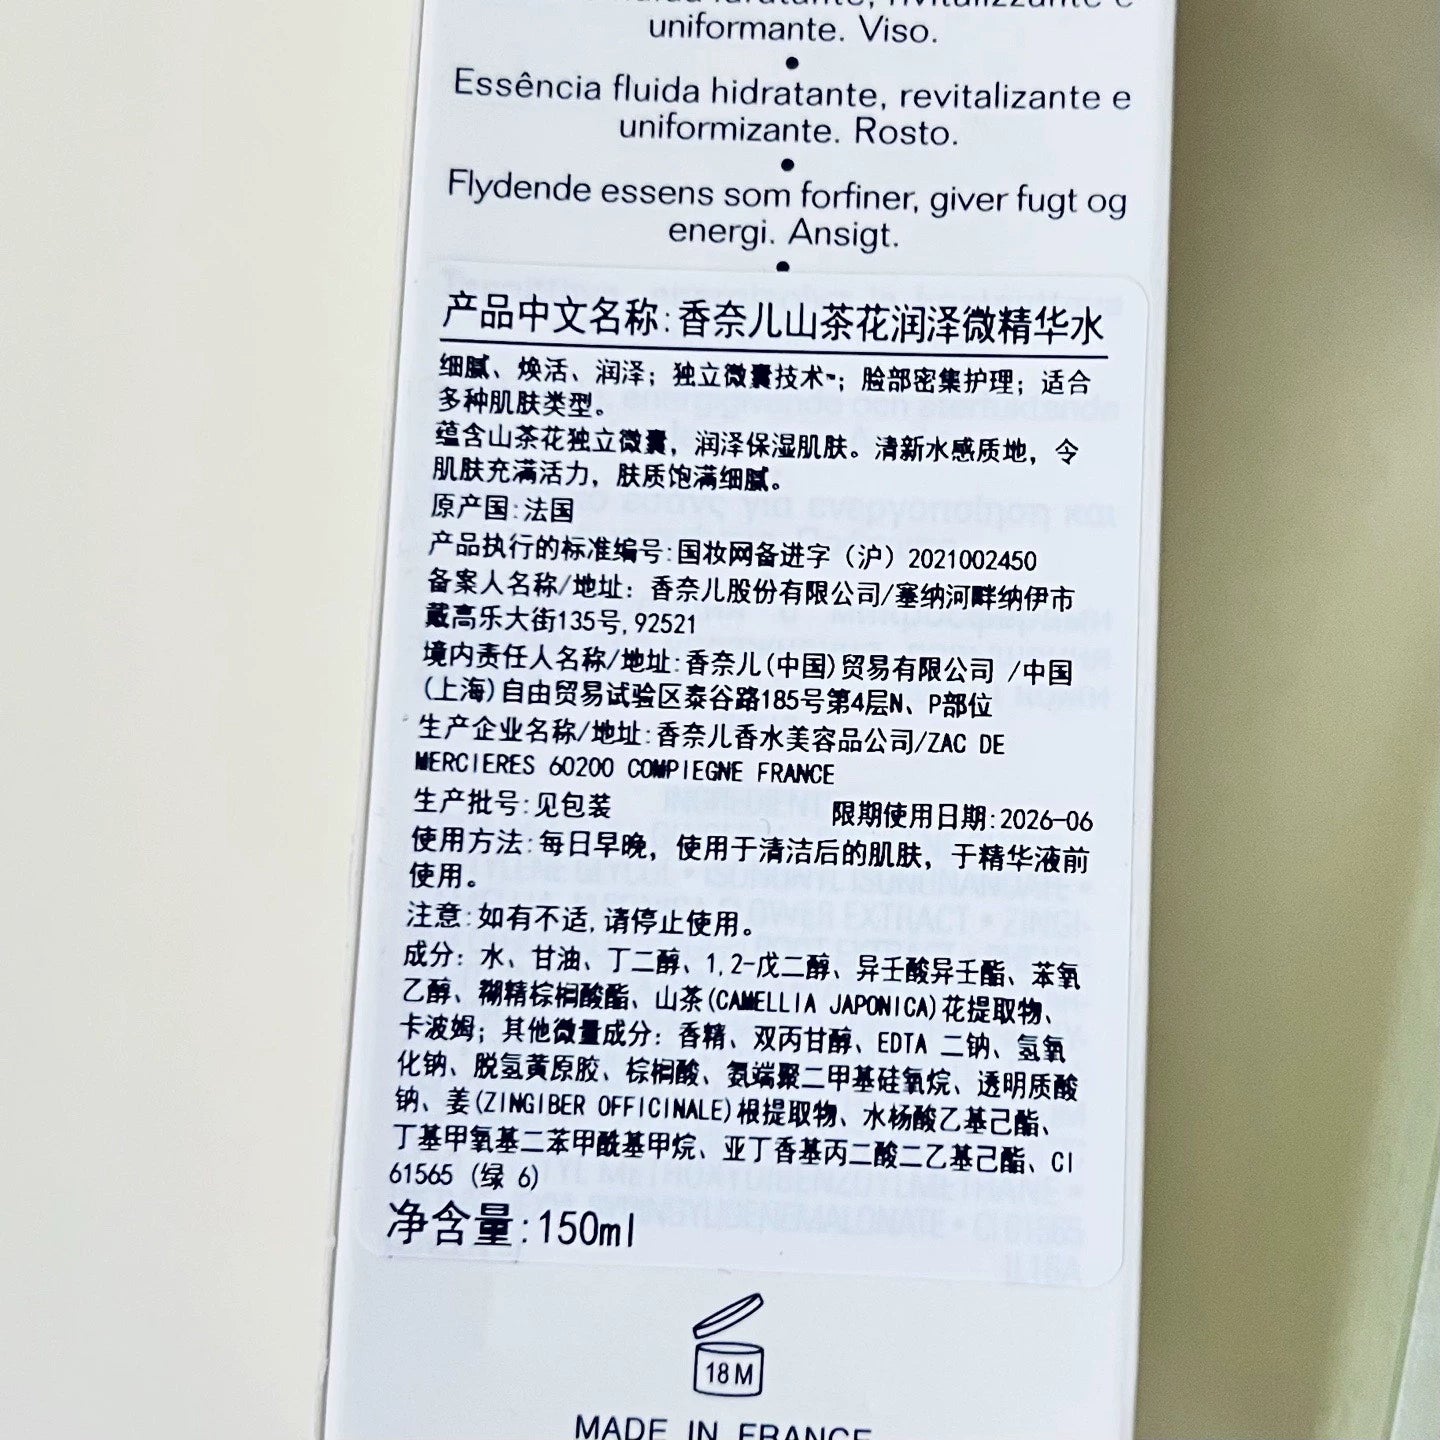 uniformante. Viso.
•
Essência fluida hidratante, revitalizante e
uniformizante. Rosto.
•
Flydende essens som forfiner, giver fugt og
energi. Ansigt.
•
产品中文名称:香奈儿山茶花润泽微精华水
细腻、焕活、润泽；独立微囊技术™；脸部密集护理；适合
多种肌肤类型。
蕴含山茶花独立微囊，润泽保湿肌肤。清新水感质地，令
肌肤充满活力，肤质饱满细腻。
原产国:法国
产品执行的标准编号:国妆网备进字（沪）2021002450
备案人名称/地址: 香奈儿股份有限公司/塞纳河畔纳伊市
戴高乐大街135号,92521
境内责任人名称/地址:香奈儿(中国)贸易有限公司 /中国
(上海)自由贸易试验区泰谷路185号第4层N、P部位
生产企业名称/地址:香奈儿香水美容品公司/ZAC DE
MERCIERES 60200 COMPIEGNE FRANCE
生产批号:见包装 限期使用日期:2026-06
使用方法:每日早晚，使用于清洁后的肌肤，于精华液前
使用。
注意:如有不适,请停止使用。
成分: 水、甘油、丁二醇、1,2-戊二醇、异壬酸异壬酯、苯氧
乙醇、糊精棕榈酸酯、山茶(CAMELLIA JAPONICA)花提取物、
卡波姆；其他微量成分: 香精、双丙甘醇、EDTA 二钠、氢氧
化钠、脱氢黄原胶、棕榈酸、氨端聚二甲基硅氧烷、透明质酸
钠、姜(ZINGIBER OFFICINALE)根提取物、水杨酸乙基己酯、
丁基甲氧基二苯甲酰基甲烷、亚丁香基丙二酸二乙基己酯、CI
61565 (绿 6)
净含量:150ml
18 M
MADE IN FRANCE